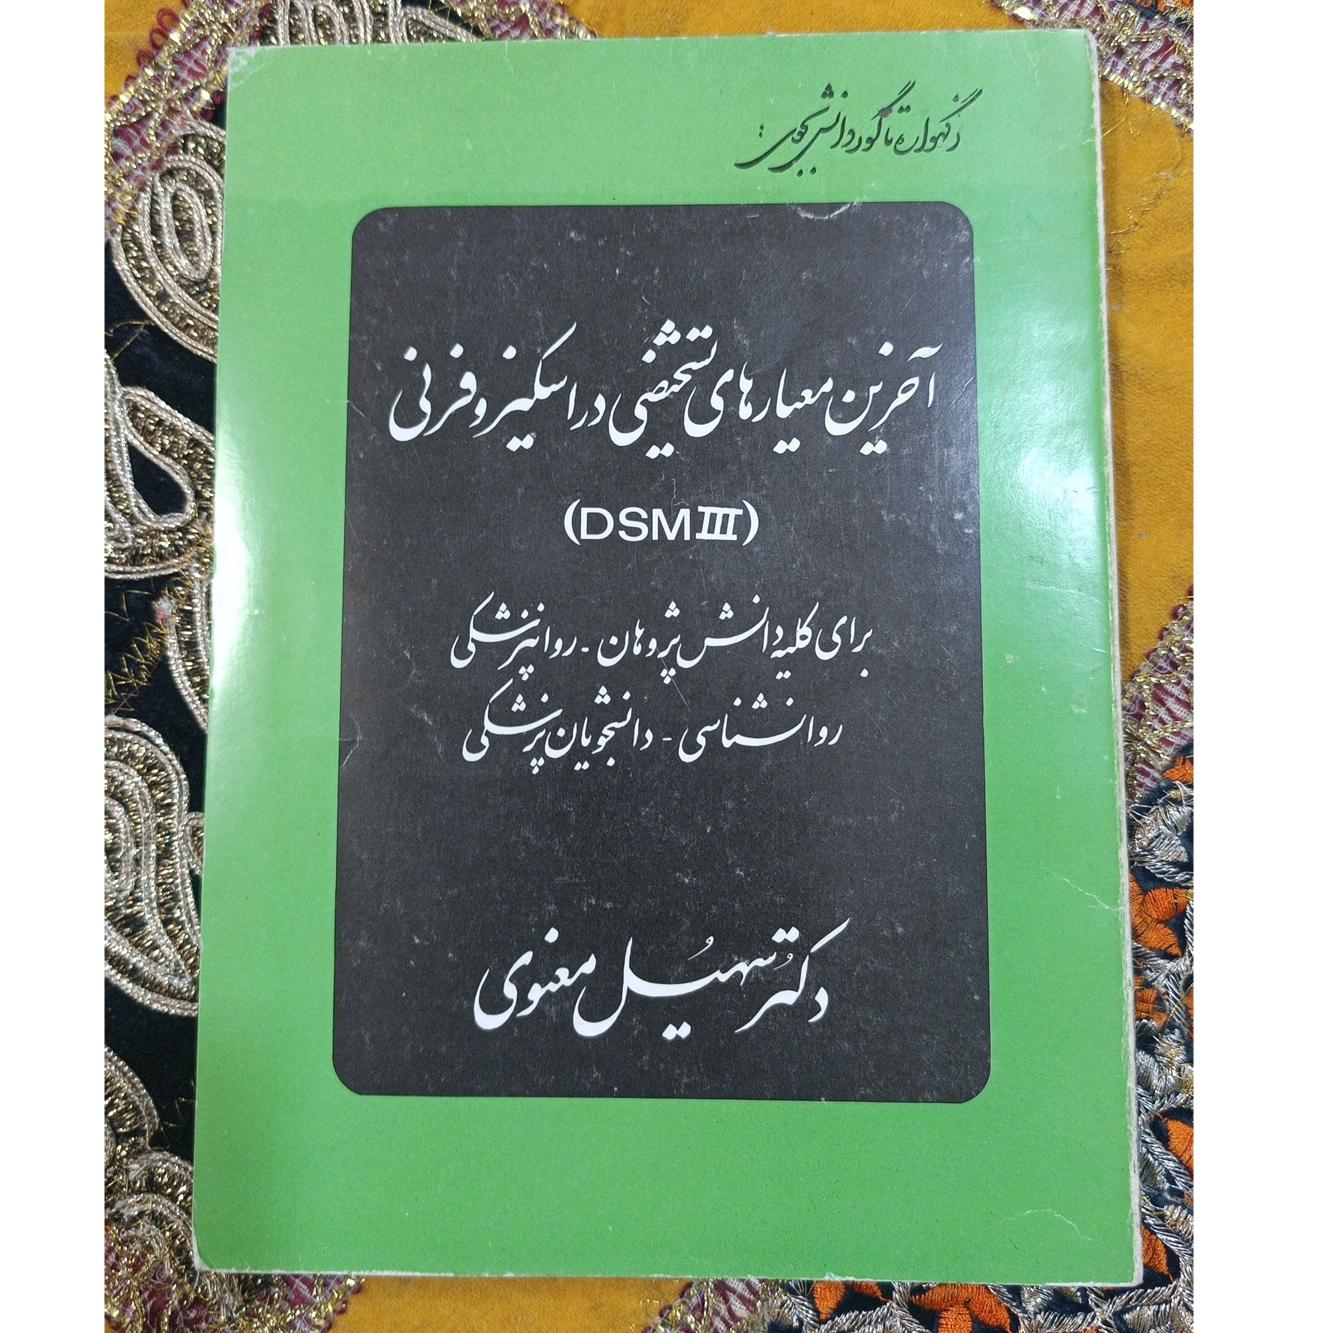 ز گهواره تا گور دانش بجوی :
آخرین معیارهای تشخیصی در اسکیزوفرنی
(DSM III)
برای کلیه دانش پژوهان - روانپزشکی
روانشناسی - دانشجویان پزشکی
دکتر سهیل معنوی